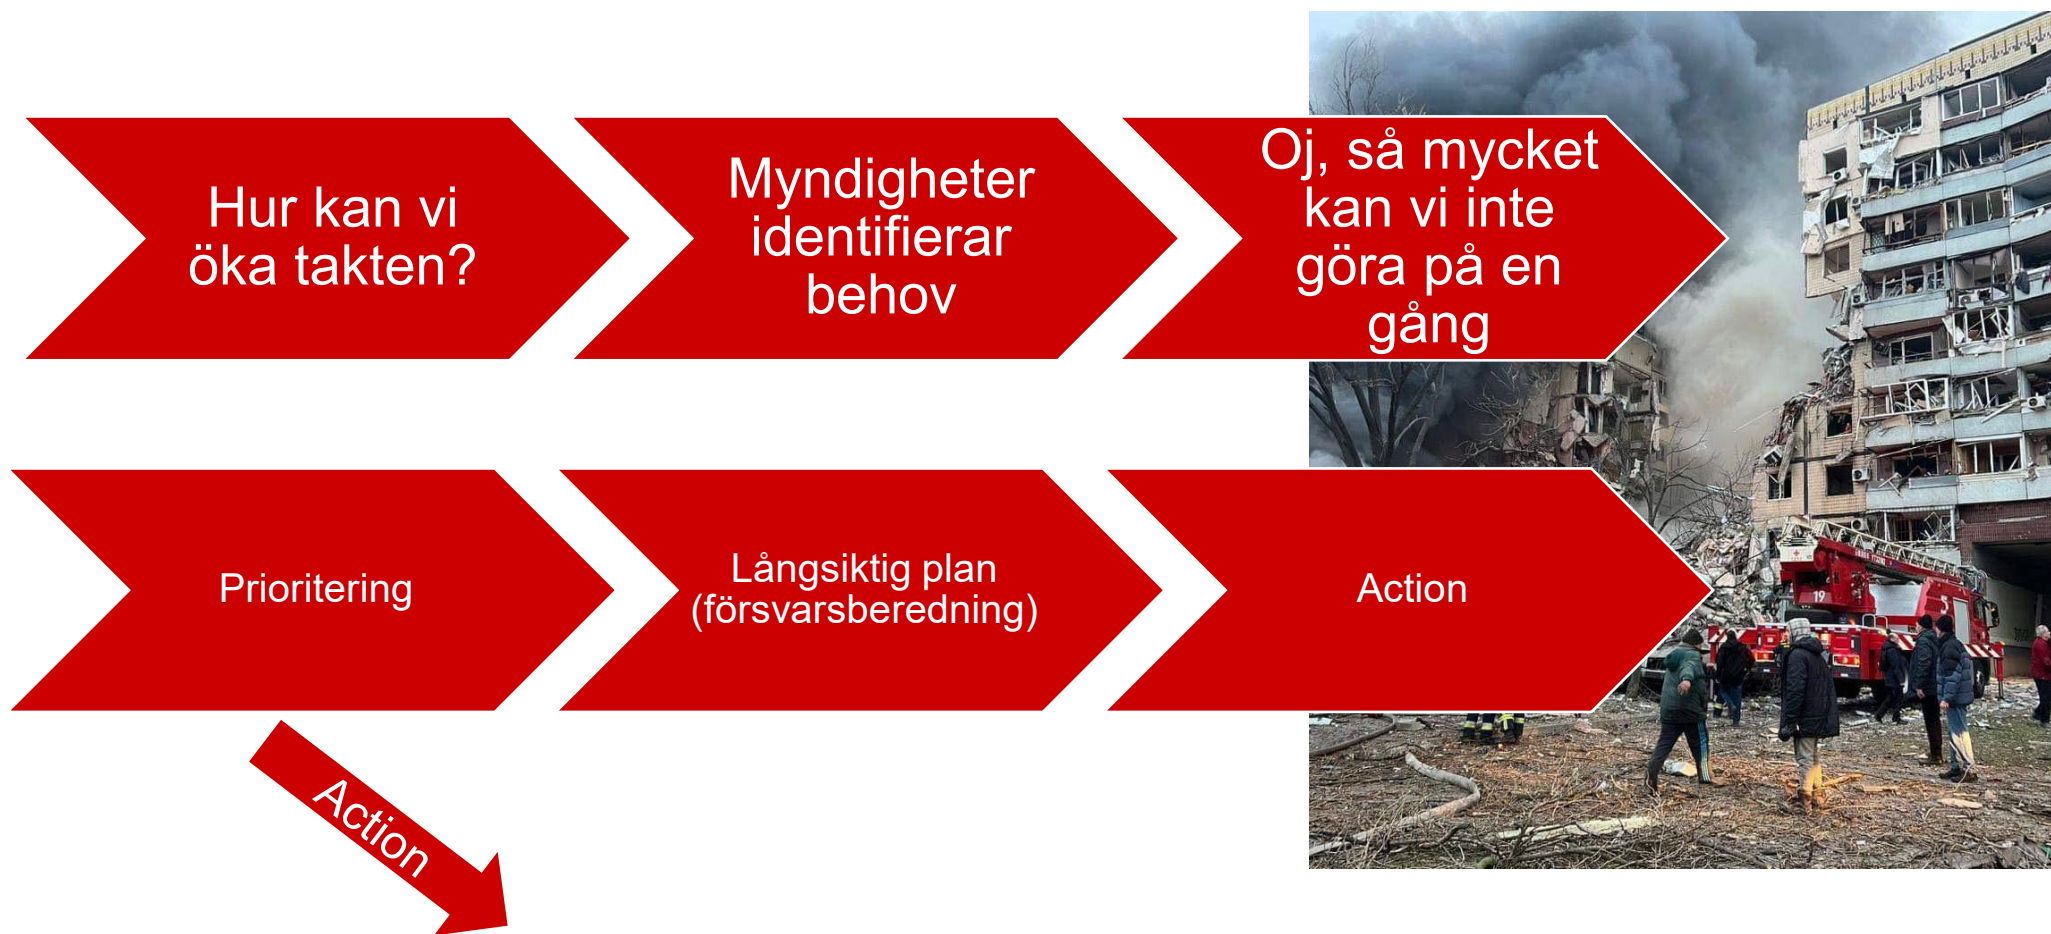 Hur kan vi
öka takten?
Myndigheter
identifierar
behov
Oj, så mycket
kan vi inte
göra på en
gång
Prioritering
Långsiktig plan
(försvarsberedning)
Action
Action
19